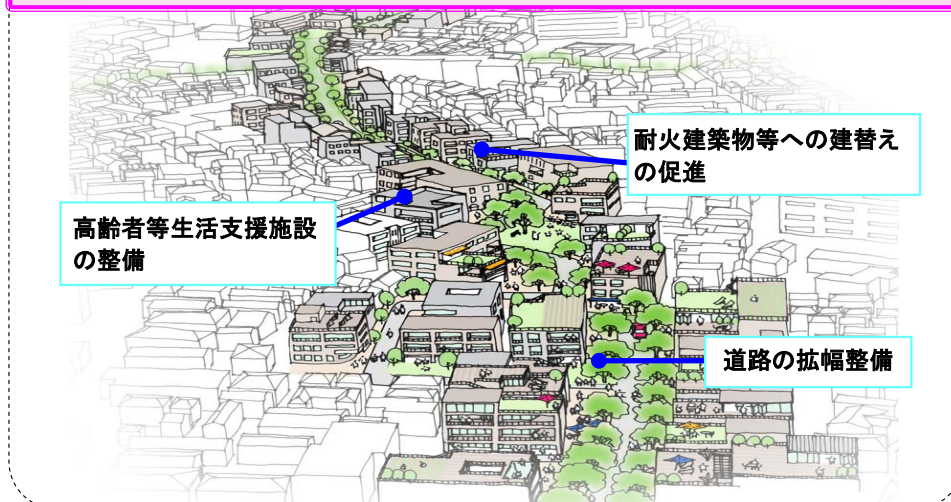 耐火建築物等への建替え
の促進
高齢者等生活支援施設
の整備
道路の拡幅整備